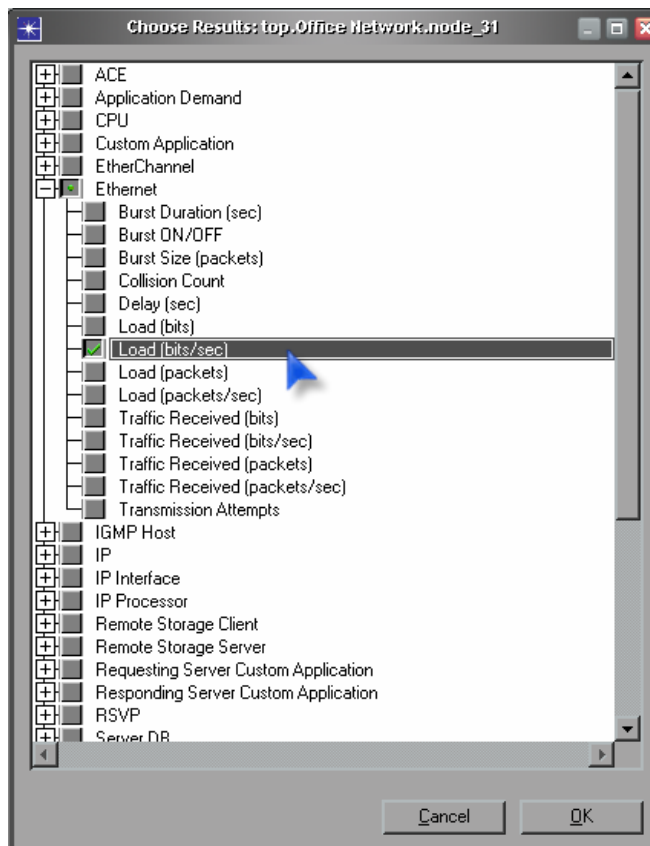 Choose Results: top.Office Network.node_31
ACE
Application Demand
CPU
Custom Application
EtherChannel
Ethernet
Burst Duration (sec)
Burst ON/OFF
Burst Size (packets)
Collision Count
Delay (sec)
Load (bits)
Load (bits/sec)
Load (packets)
Load (packets/sec)
Traffic Received (bits)
Traffic Received (bits/sec)
Traffic Received (packets)
Traffic Received (packets/sec)
Transmission Attempts
IGMP Host
IP
IP Interface
IP Processor
Remote Storage Client
Remote Storage Server
Requesting Server Custom Application
Responding Server Custom Application
RSVP
Server DB
Cancel OK